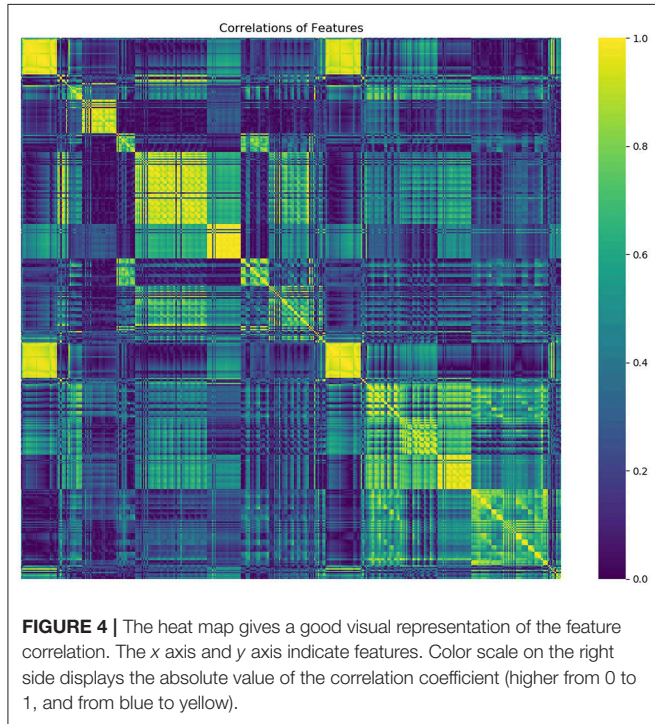 Correlations of Features
1.0
0.8
0.6
0.4
0.2
0.0
FIGURE 4 | The heat map gives a good visual representation of the feature
correlation. The x axis and y axis indicate features. Color scale on the right
side displays the absolute value of the correlation coefficient (higher from 0 to
1, and from blue to yellow).